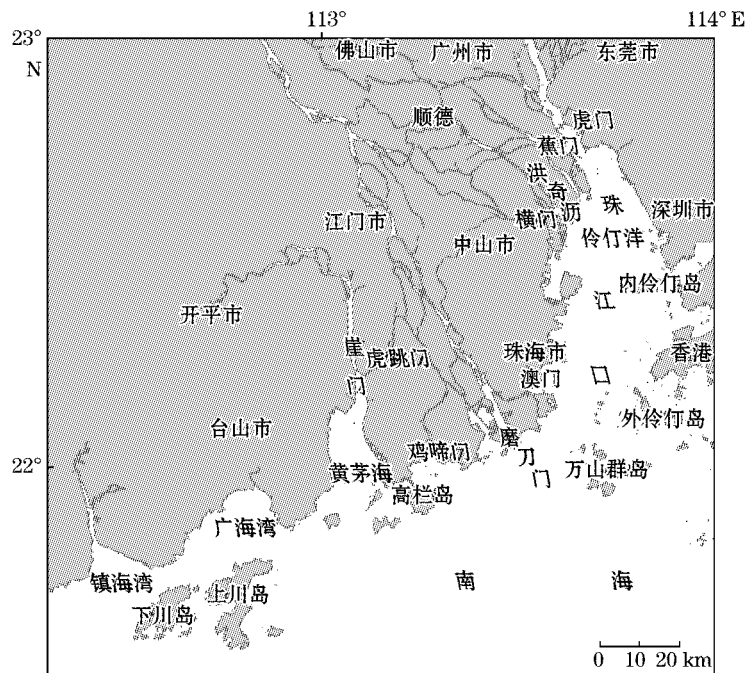 113°
114° E
23°
N
佛山市
广州市
东莞市
顺德
虎门
蕉门
洪奇沥
横门
珠江口
深圳市
伶仃洋
江门市
中山市
内伶仃岛
开平市
崖门
虎跳门
珠海市
香港
澳门
外伶仃岛
台山市
22°
鸡啼门
磨刀门
黄茅海
万山群岛
高栏岛
广海湾
镇海湾
上川岛
下川岛
南海
0 10 20 km